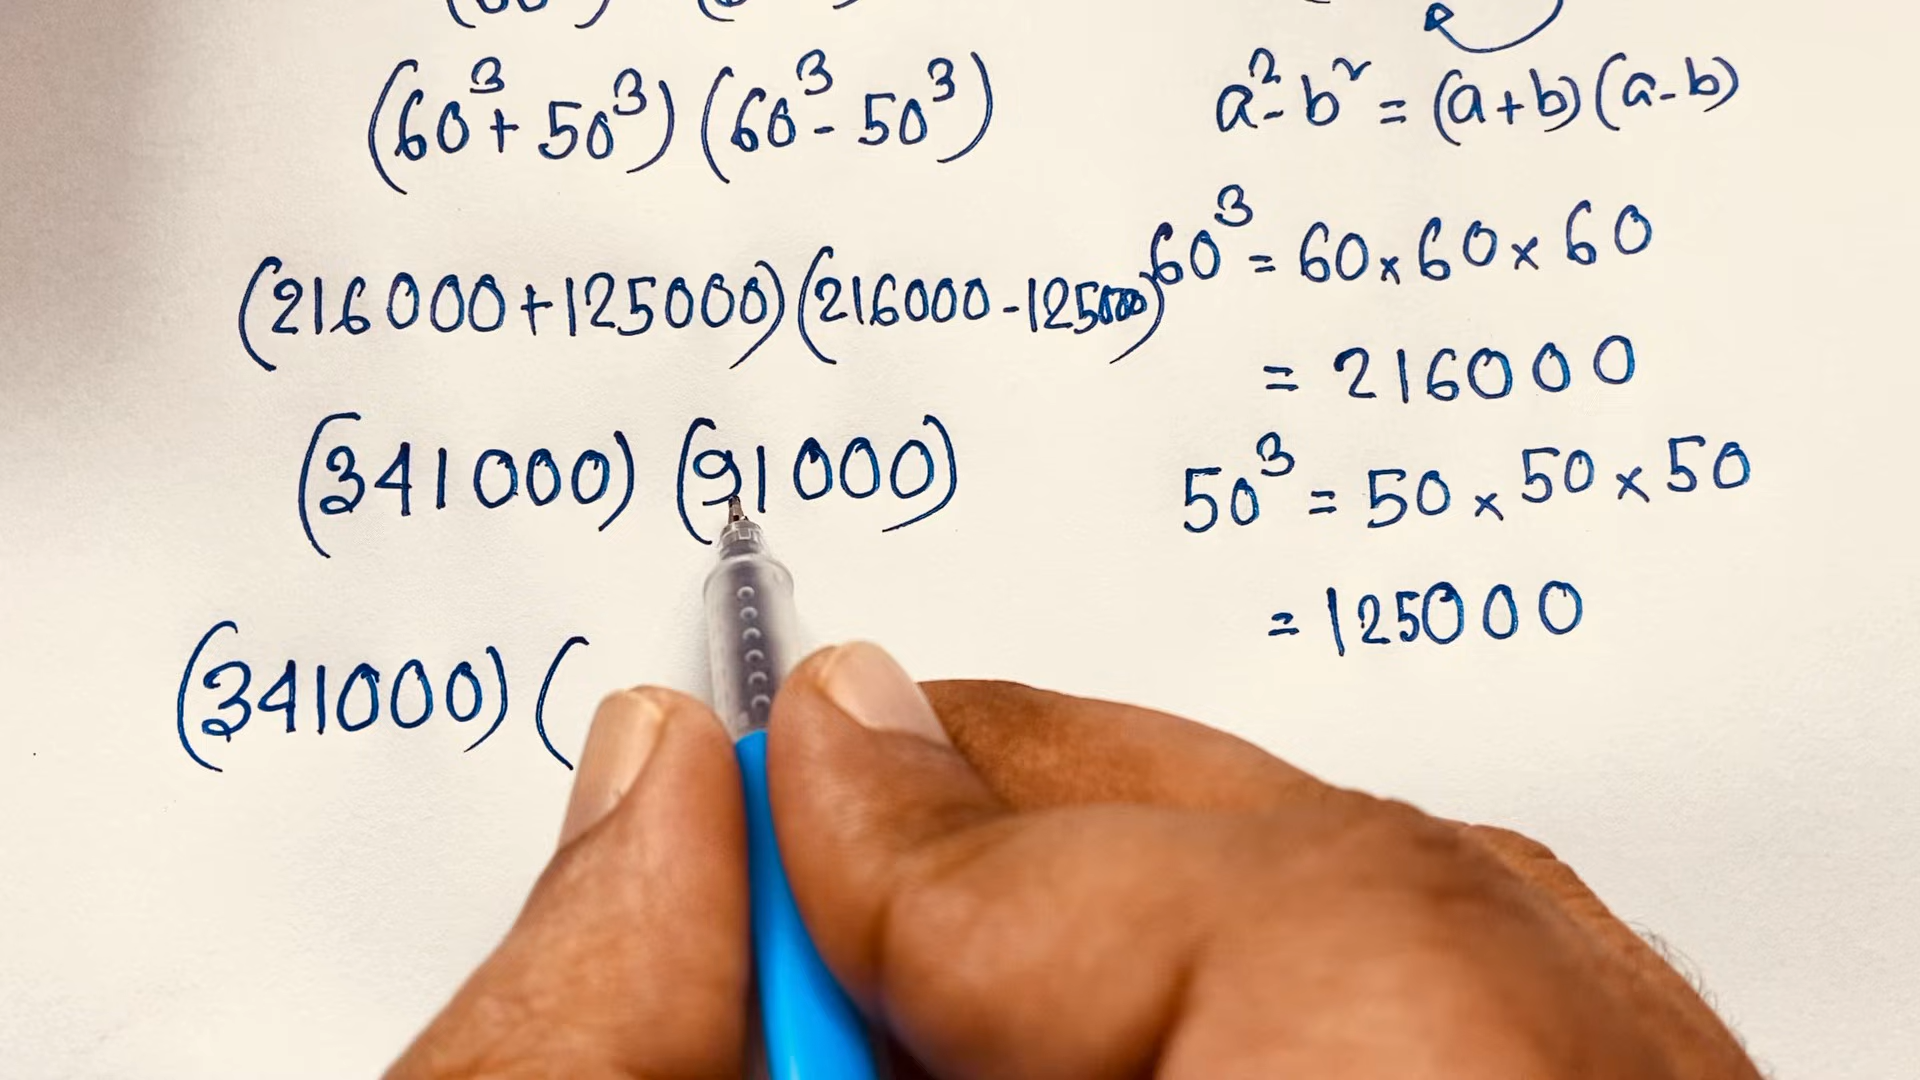 (60³+ 50³) (60³- 50³)
(216000+125000) (216000-125000)
(341000) (91000)
(341000) (
a²-b² = (a+b) (a-b)
60³ = 60×60×60
= 216000
50³ = 50×50×50
= 125000